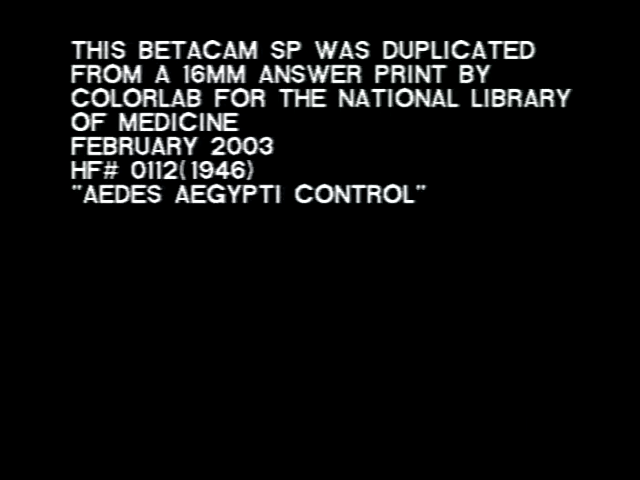 THIS BETACAM SP WAS DUPLICATED
FROM A 16MM ANSWER PRINT BY
COLORLAB FOR THE NATIONAL LIBRARY
OF MEDICINE
FEBRUARY 2003
HF# 0112(1946)
"AEDES AEGYPTI CONTROL"